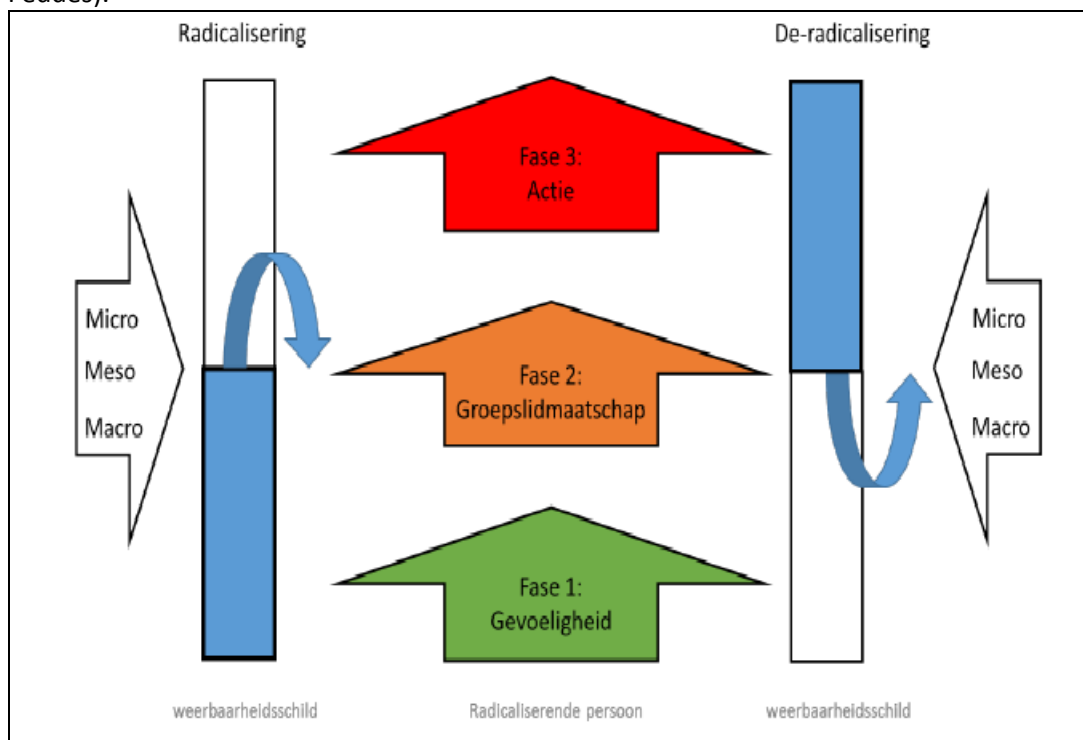 Radicalisering
De-radicalisering
Fase 3:
Actie
Micro
Meso
Macro
Fase 2:
Groepslidmaatschap
Micro
Meso
Macro
Fase 1:
Gevoeligheid
weerbaarheidsschild
Radicaliserende persoon
weerbaarheidsschild